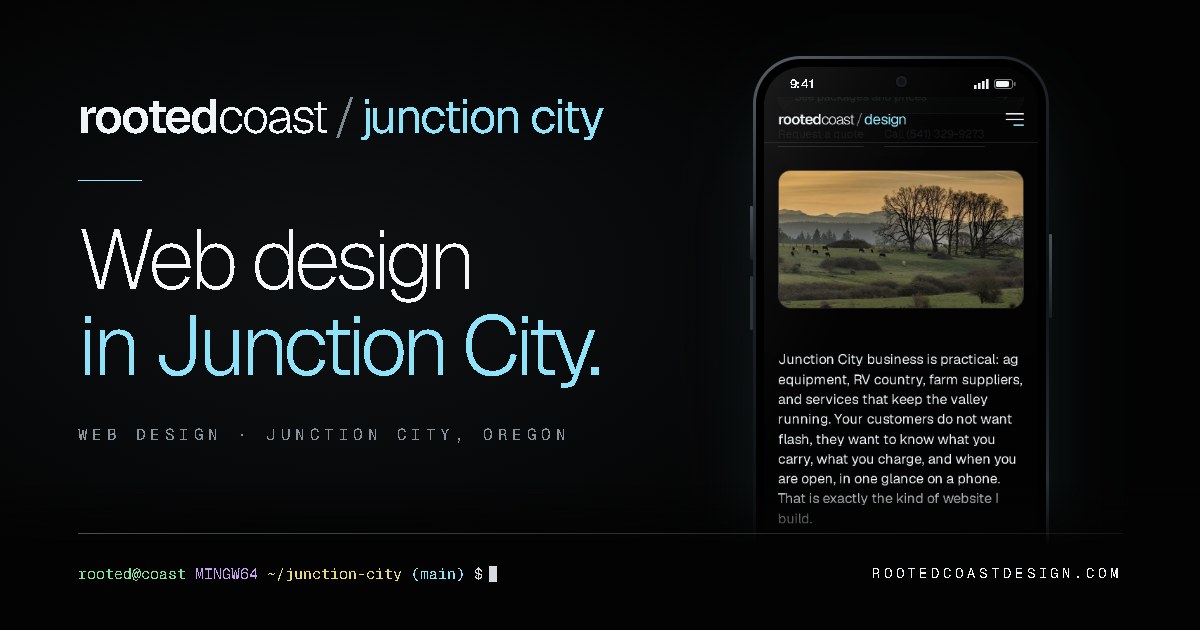 rootedcoast / junction city
Web design
in Junction City.
WEB DESIGN · JUNCTION CITY, OREGON
9:41
rootedcoast / design
Request a quote Call (541) 329-9273
Junction City business is practical: ag
equipment, RV country, farm suppliers,
and services that keep the valley
running. Your customers do not want
flash, they want to know what you
carry, what you charge, and when you
are open, in one glance on a phone.
That is exactly the kind of website I
build.
rooted@coast MINGW64 ~/junction-city (main) $
ROOTEDCOASTDESIGN.COM